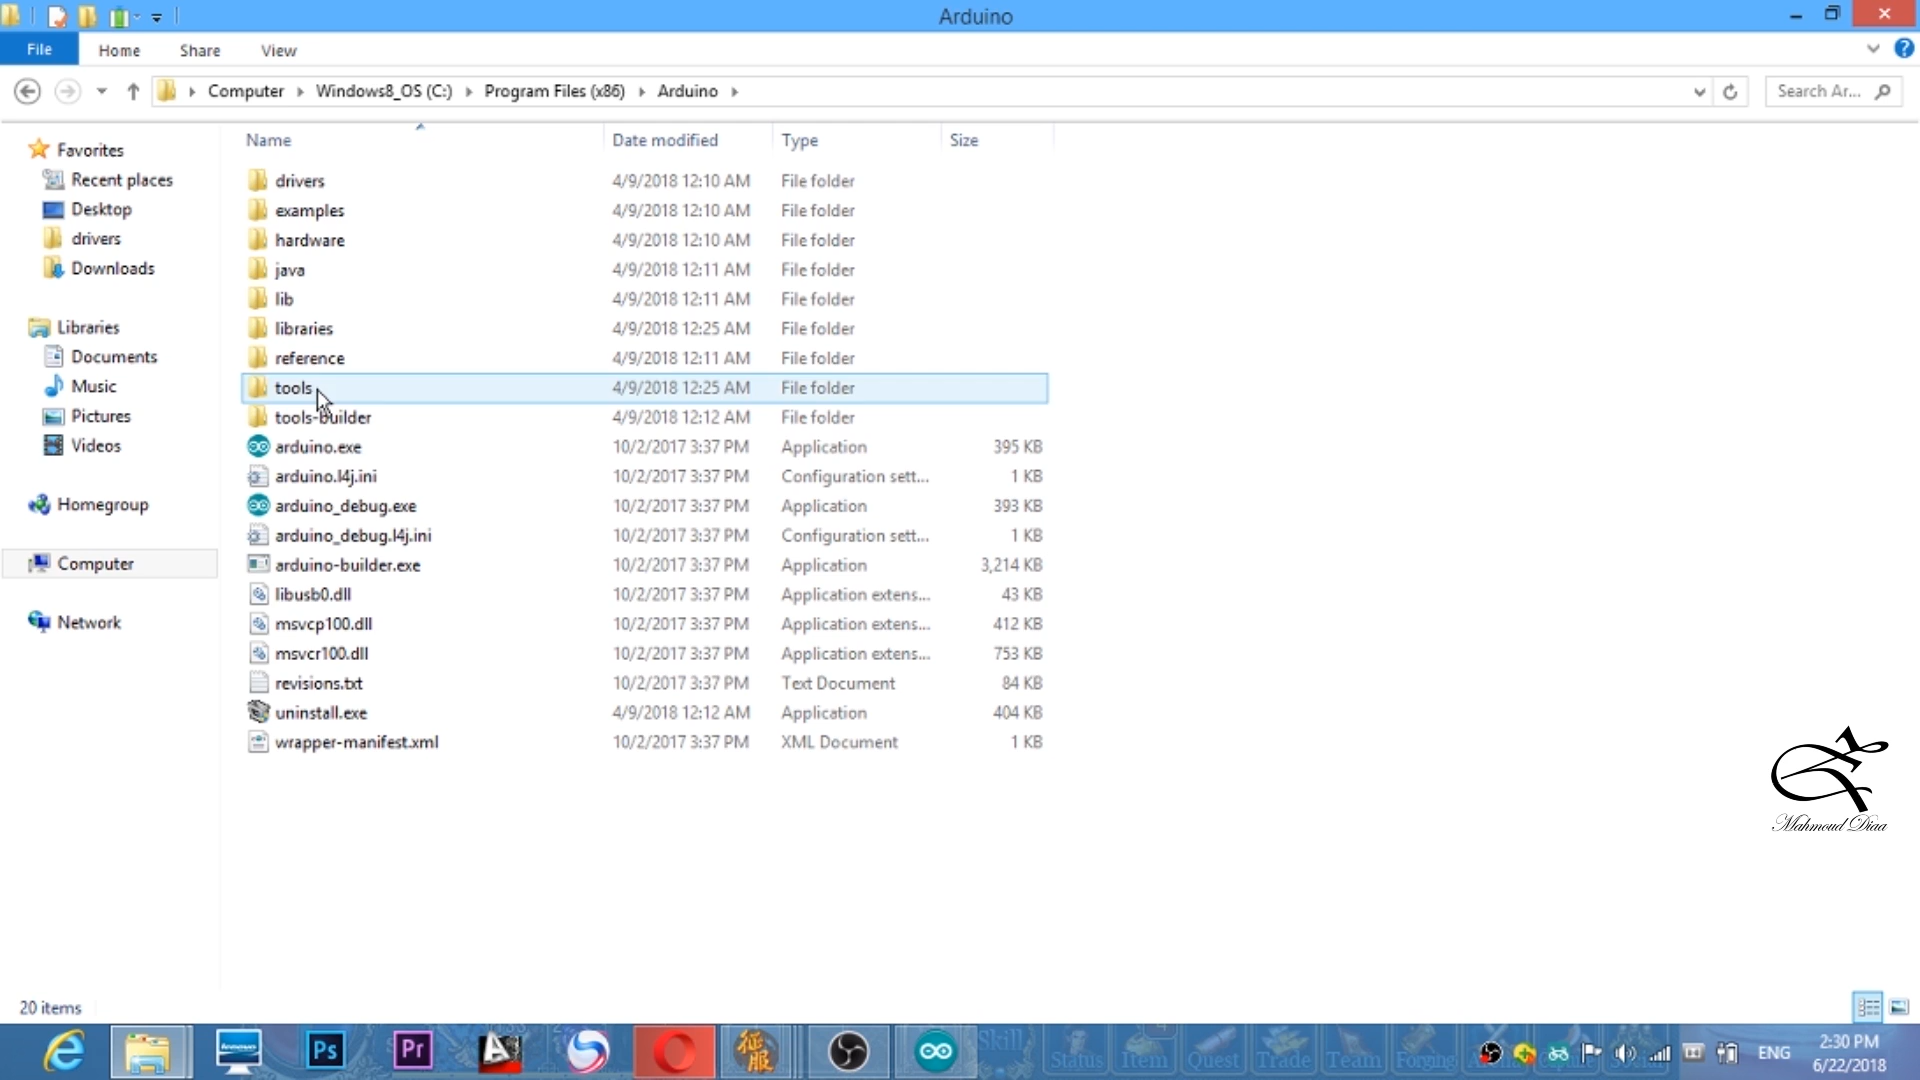 Arduino
File Home Share View
Computer Windows8_OS (C:) Program Files (x86) Arduino Search Ar...
Name Date modified Type Size
Favorites
Recent places
Desktop
drivers
Downloads
Libraries
Documents
Music
Pictures
Videos
Homegroup
Computer
Network
drivers 4/9/2018 12:10 AM File folder
examples 4/9/2018 12:10 AM File folder
hardware 4/9/2018 12:10 AM File folder
java 4/9/2018 12:11 AM File folder
lib 4/9/2018 12:11 AM File folder
libraries 4/9/2018 12:25 AM File folder
reference 4/9/2018 12:11 AM File folder
tools 4/9/2018 12:25 AM File folder
tools-builder 4/9/2018 12:12 AM File folder
arduino.exe 10/2/2017 3:37 PM Application 395 KB
arduino.l4j.ini 10/2/2017 3:37 PM Configuration sett... 1 KB
arduino_debug.exe 10/2/2017 3:37 PM Application 393 KB
arduino_debug.l4j.ini 10/2/2017 3:37 PM Configuration sett... 1 KB
arduino-builder.exe 10/2/2017 3:37 PM Application 3,214 KB
libusb0.dll 10/2/2017 3:37 PM Application extens... 43 KB
msvcp100.dll 10/2/2017 3:37 PM Application extens... 412 KB
msvcr100.dll 10/2/2017 3:37 PM Application extens... 753 KB
revisions.txt 10/2/2017 3:37 PM Text Document 84 KB
uninstall.exe 4/9/2018 12:12 AM Application 404 KB
wrapper-manifest.xml 10/2/2017 3:37 PM XML Document 1 KB
Mahmoud Diaa
20 items
lenovo Ps Pr 征服 Skill Status Item Quest Trade Team Forging ENG 2:30 PM
6/22/2018